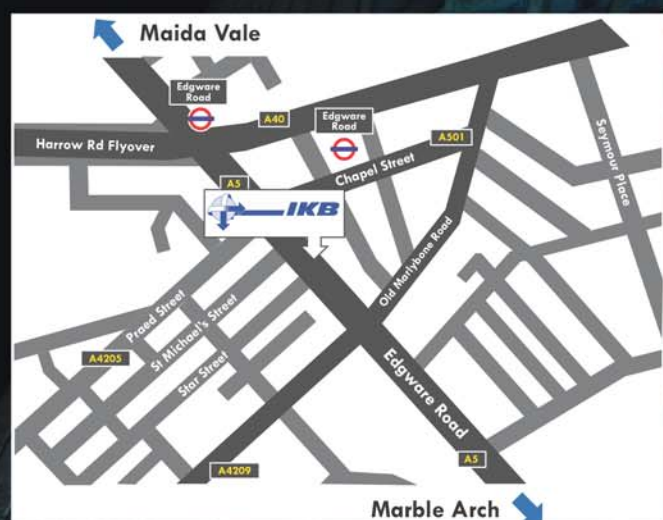 Maida Vale
Edgware
Road
A40
Edgware
Road
A501
Harrow Rd Flyover
Chapel Street
Seymour Place
A5
IKB
Old Marlybone Road
Praed Street
St Michael's Street
A4205
Star Street
Edgware Road
A5
A4209
Marble Arch